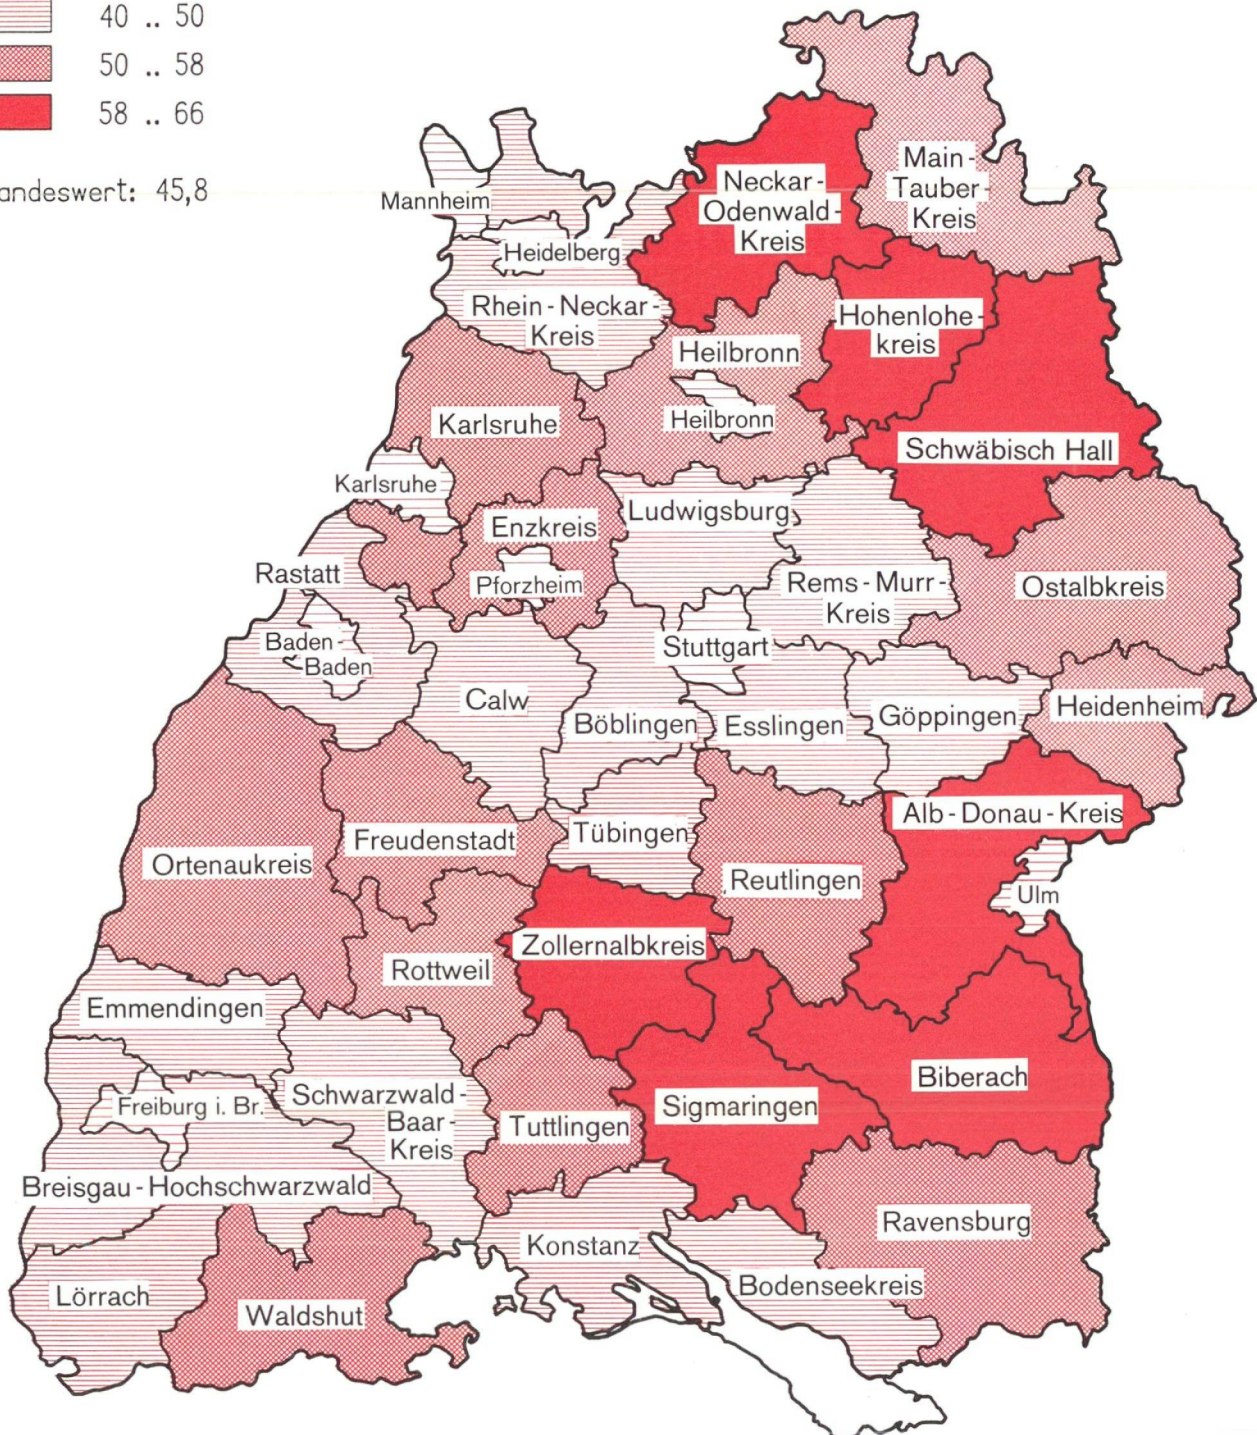 40 .. 50
50 .. 58
58 .. 66
andeswert: 45,8
Main-
Tauber-
Kreis
Neckar-
Odenwald-
Kreis
Mannheim
Heidelberg
Rhein-Neckar-
Kreis
Hohenlohe-
kreis
Heilbronn
Heilbronn
Karlsruhe
Schwäbisch Hall
Karlsruhe
Ludwigsburg
Enzkreis
Rastatt
Pforzheim
Rems-Murr-
Kreis
Ostalbkreis
Baden-
Baden
Stuttgart
Calw
Böblingen
Esslingen
Göppingen
Heidenheim
Alb-Donau-Kreis
Freudenstadt
Tübingen
Ortenaukreis
Reutlingen
Ulm
Zollernalbkreis
Rottweil
Emmendingen
Biberach
Schwarzwald-
Baar-
Kreis
Freiburg i. Br.
Sigmaringen
Tuttlingen
Breisgau-Hochschwarzwald
Ravensburg
Konstanz
Bodenseekreis
Lörrach
Waldshut